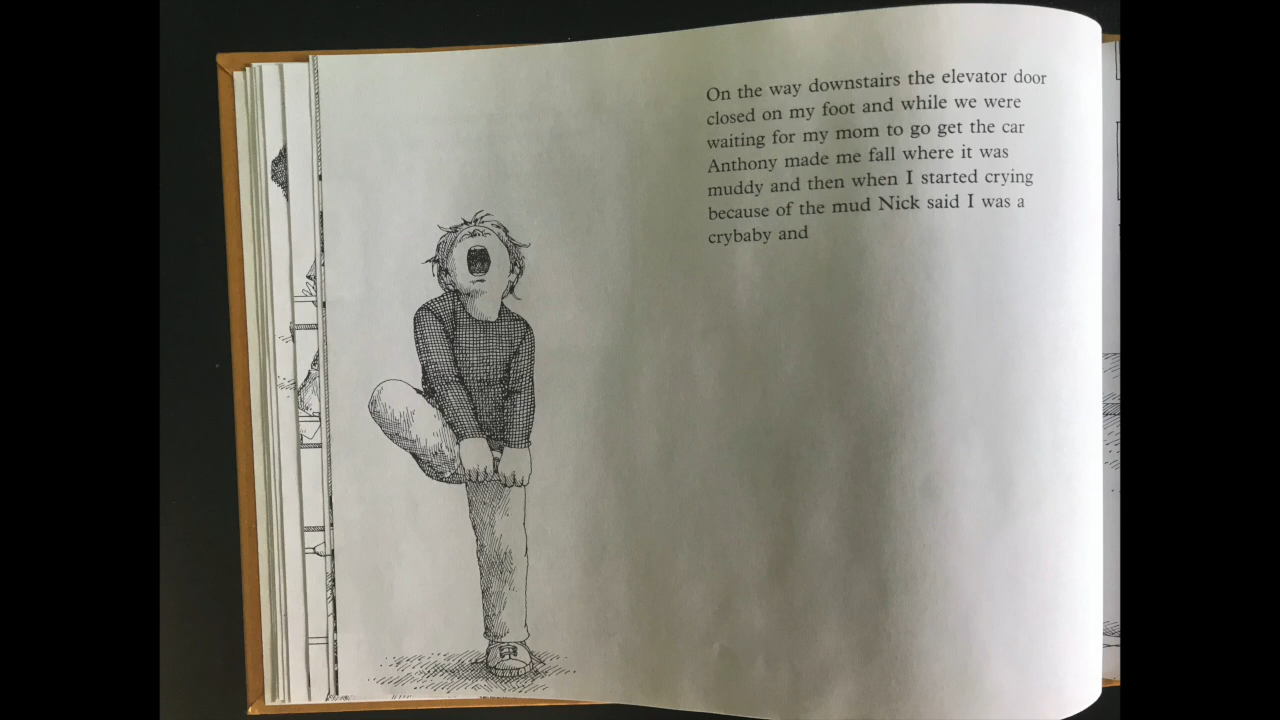 On the way downstairs the elevator door
closed on my foot and while we were
waiting for my mom to go get the car
Anthony made me fall where it was
muddy and then when I started crying
because of the mud Nick said I was a
crybaby and